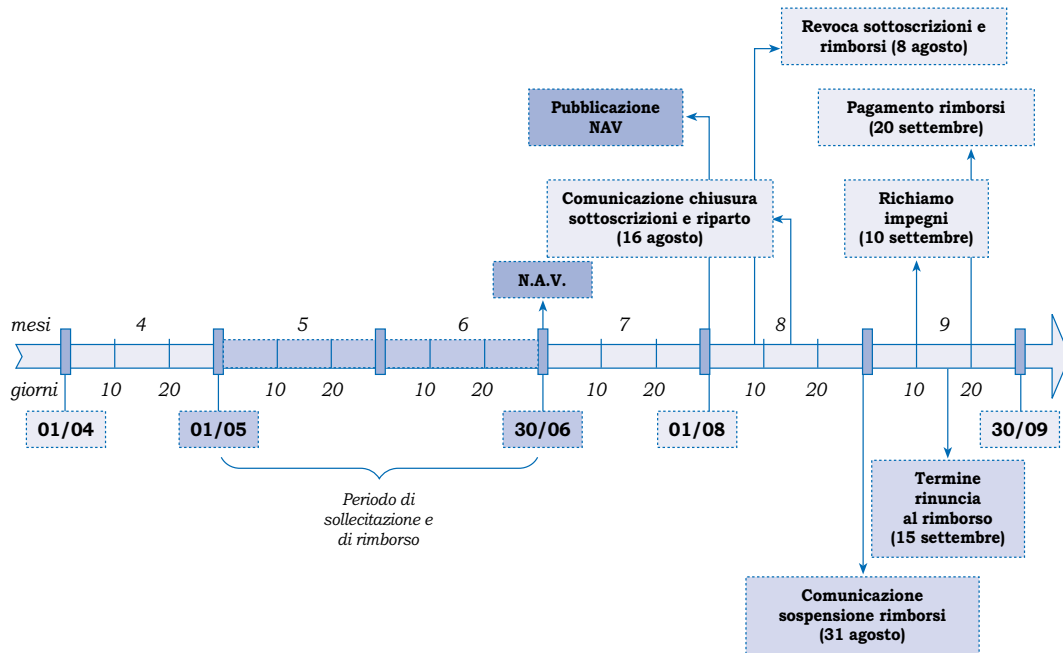 Revoca sottoscrizioni e
rimborsi (8 agosto)
Pubblicazione
NAV
Pagamento rimborsi
(20 settembre)
Comunicazione chiusura
sottoscrizioni e riparto
(16 agosto)
Richiamo
impegni
(10 settembre)
N.A.V.
mesi 4 5 6 7 8 9
giorni 10 20 10 20 10 20 10 20 10 20 10 20
01/04 01/05 30/06 01/08 30/09
Periodo di
sollecitazione e
di rimborso
Termine
rinuncia
al rimborso
(15 settembre)
Comunicazione
sospensione rimborsi
(31 agosto)